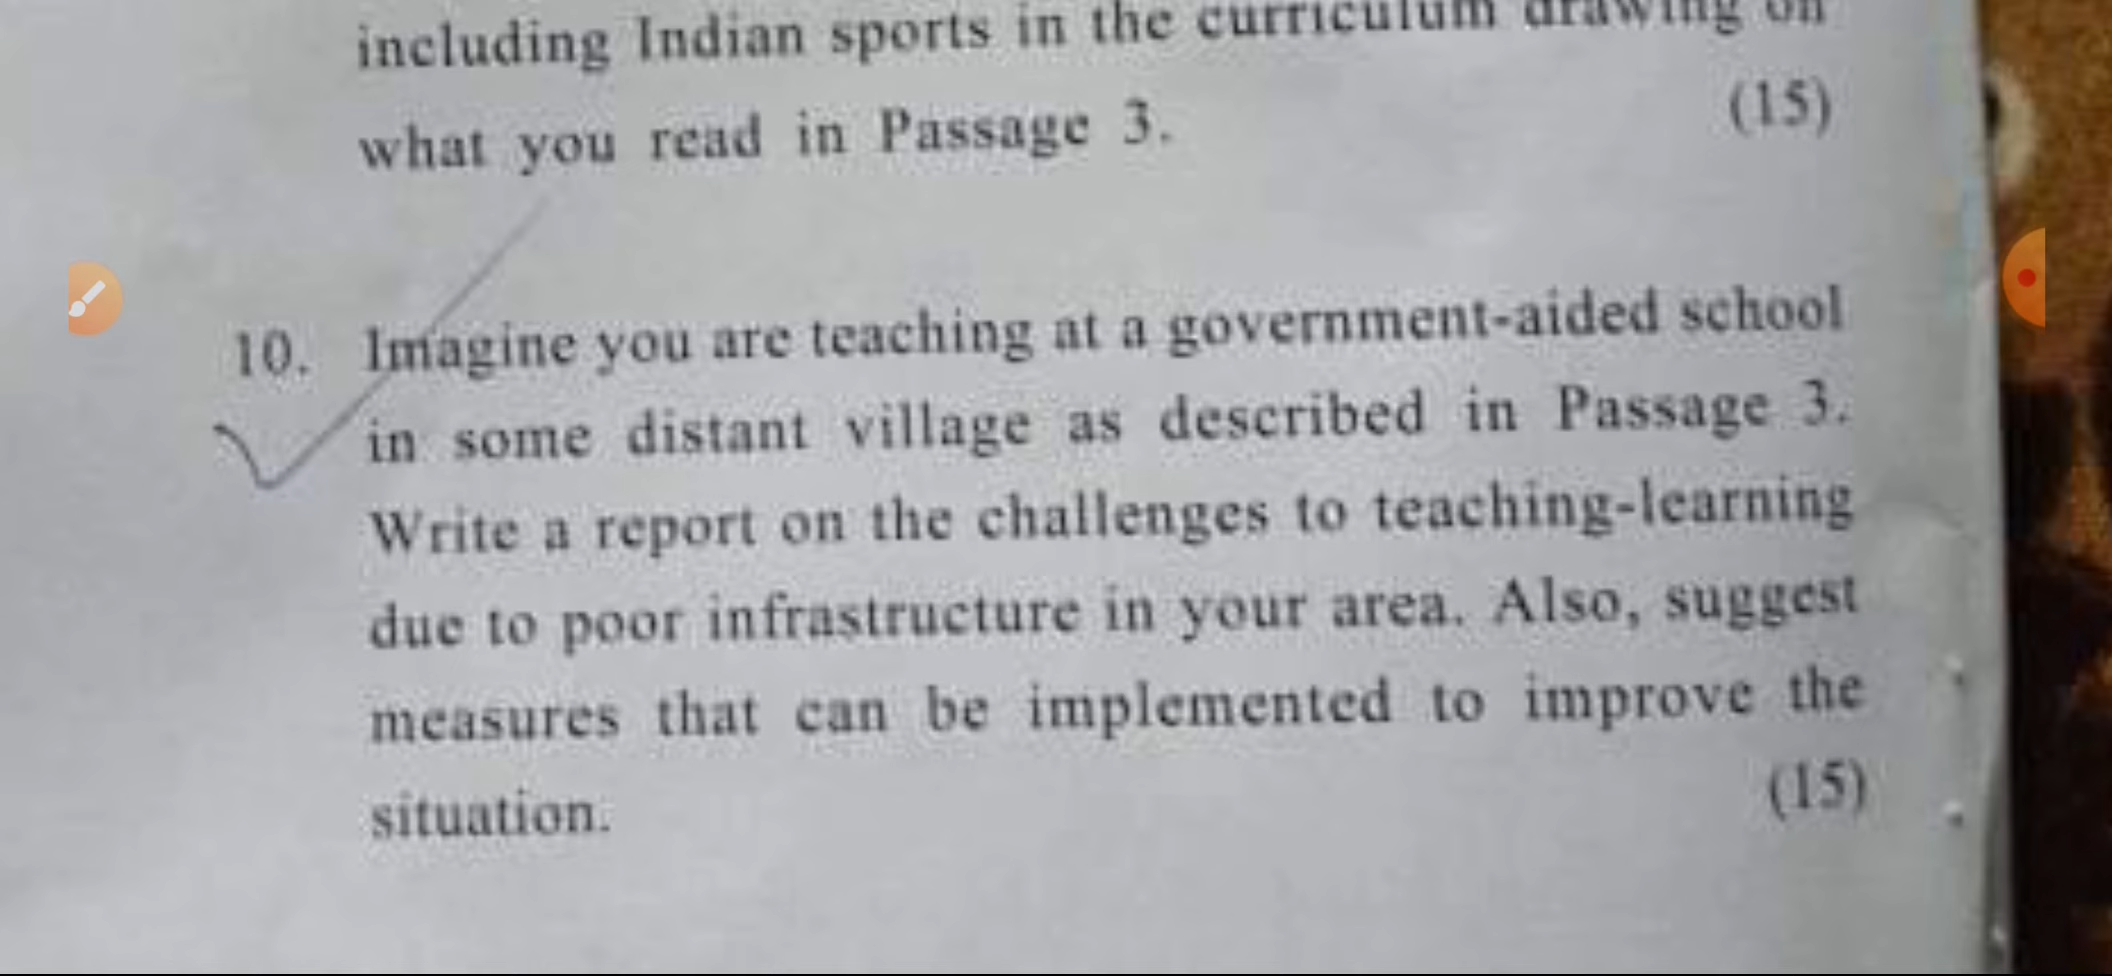 including Indian sports in the curriculum drawing on
what you read in Passage 3. (15)
10. Imagine you are teaching at a government-aided school
in some distant village as described in Passage 3.
Write a report on the challenges to teaching-learning
due to poor infrastructure in your area. Also, suggest
measures that can be implemented to improve the
situation. (15)